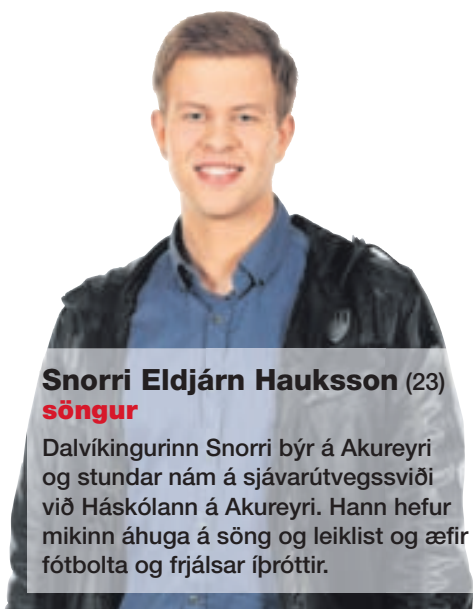 Snorri Eldjárn Hauksson (23)
söngur
Dalvíkingurinn Snorri býr á Akureyri
og stundar nám á sjávarútvegssviði
við Háskólann á Akureyri. Hann hefur
mikinn áhuga á söng og leiklist og æfir
fótbolta og frjálsar íþróttir.